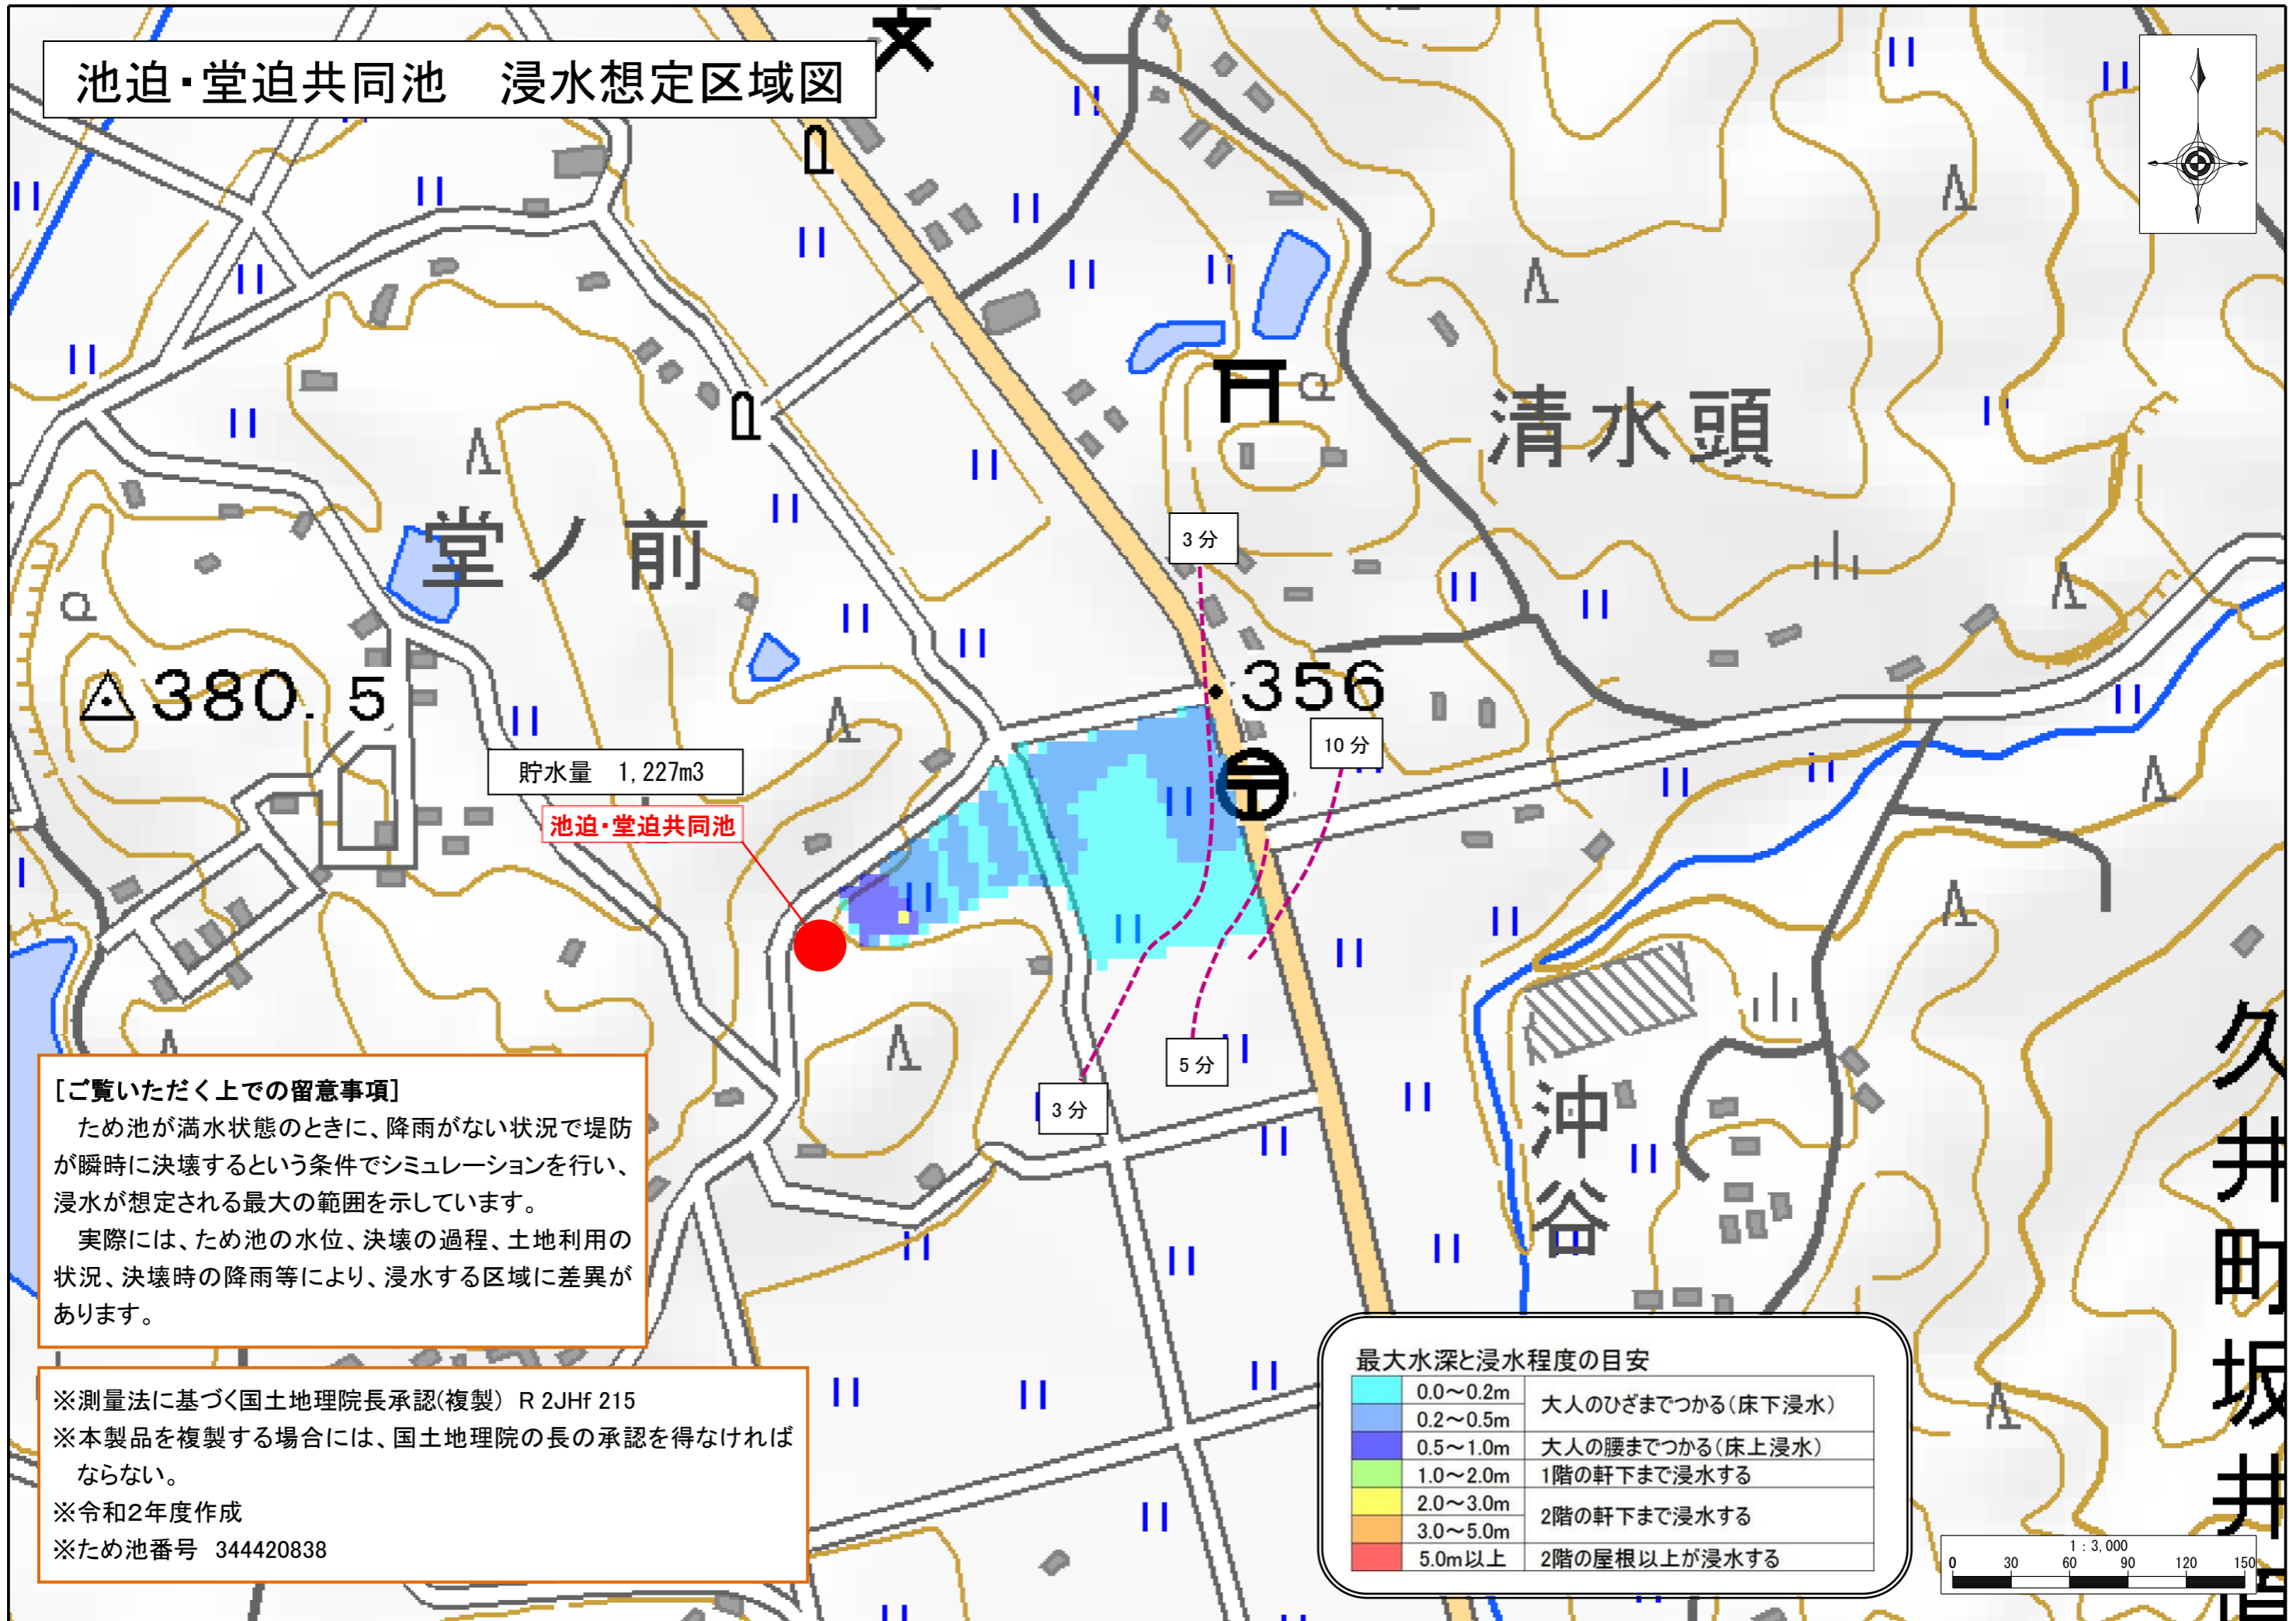 池迫・堂迫共同池　浸水想定区域図
文
清水頭
堂ノ前
3分
380.5
356
10分
貯水量　1,227m3
池迫・堂迫共同池
5分
3分
沖谷
久井町坂井
[ご覧いただく上での留意事項]
　ため池が満水状態のときに、降雨がない状況で堤防
が瞬時に決壊するという条件でシミュレーションを行い、
浸水が想定される最大の範囲を示しています。
　実際には、ため池の水位、決壊の過程、土地利用の
状況、決壊時の降雨等により、浸水する区域に差異が
あります。
※測量法に基づく国土地理院長承認(複製)　R 2JHf 215
※本製品を複製する場合には、国土地理院の長の承認を得なければ
ならない。
※令和2年度作成
※ため池番号　344420838
最大水深と浸水程度の目安
0.0～0.2m　大人のひざまでつかる(床下浸水)
0.2～0.5m
0.5～1.0m　大人の腰までつかる(床上浸水)
1.0～2.0m　1階の軒下まで浸水する
2.0～3.0m　2階の軒下まで浸水する
3.0～5.0m
5.0m以上　2階の屋根以上が浸水する
1:3,000
0　30　60　90　120　150